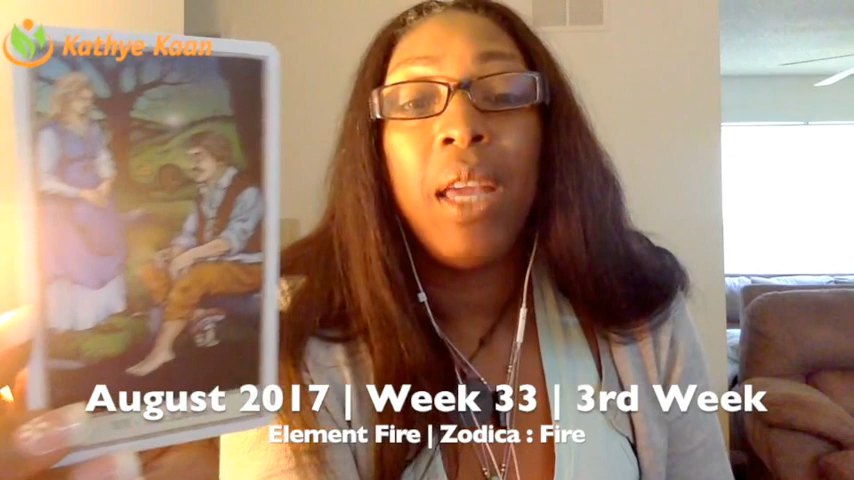 Kathye Kaan
August 2017 | Week 33 | 3rd Week
Element Fire | Zodica : Fire